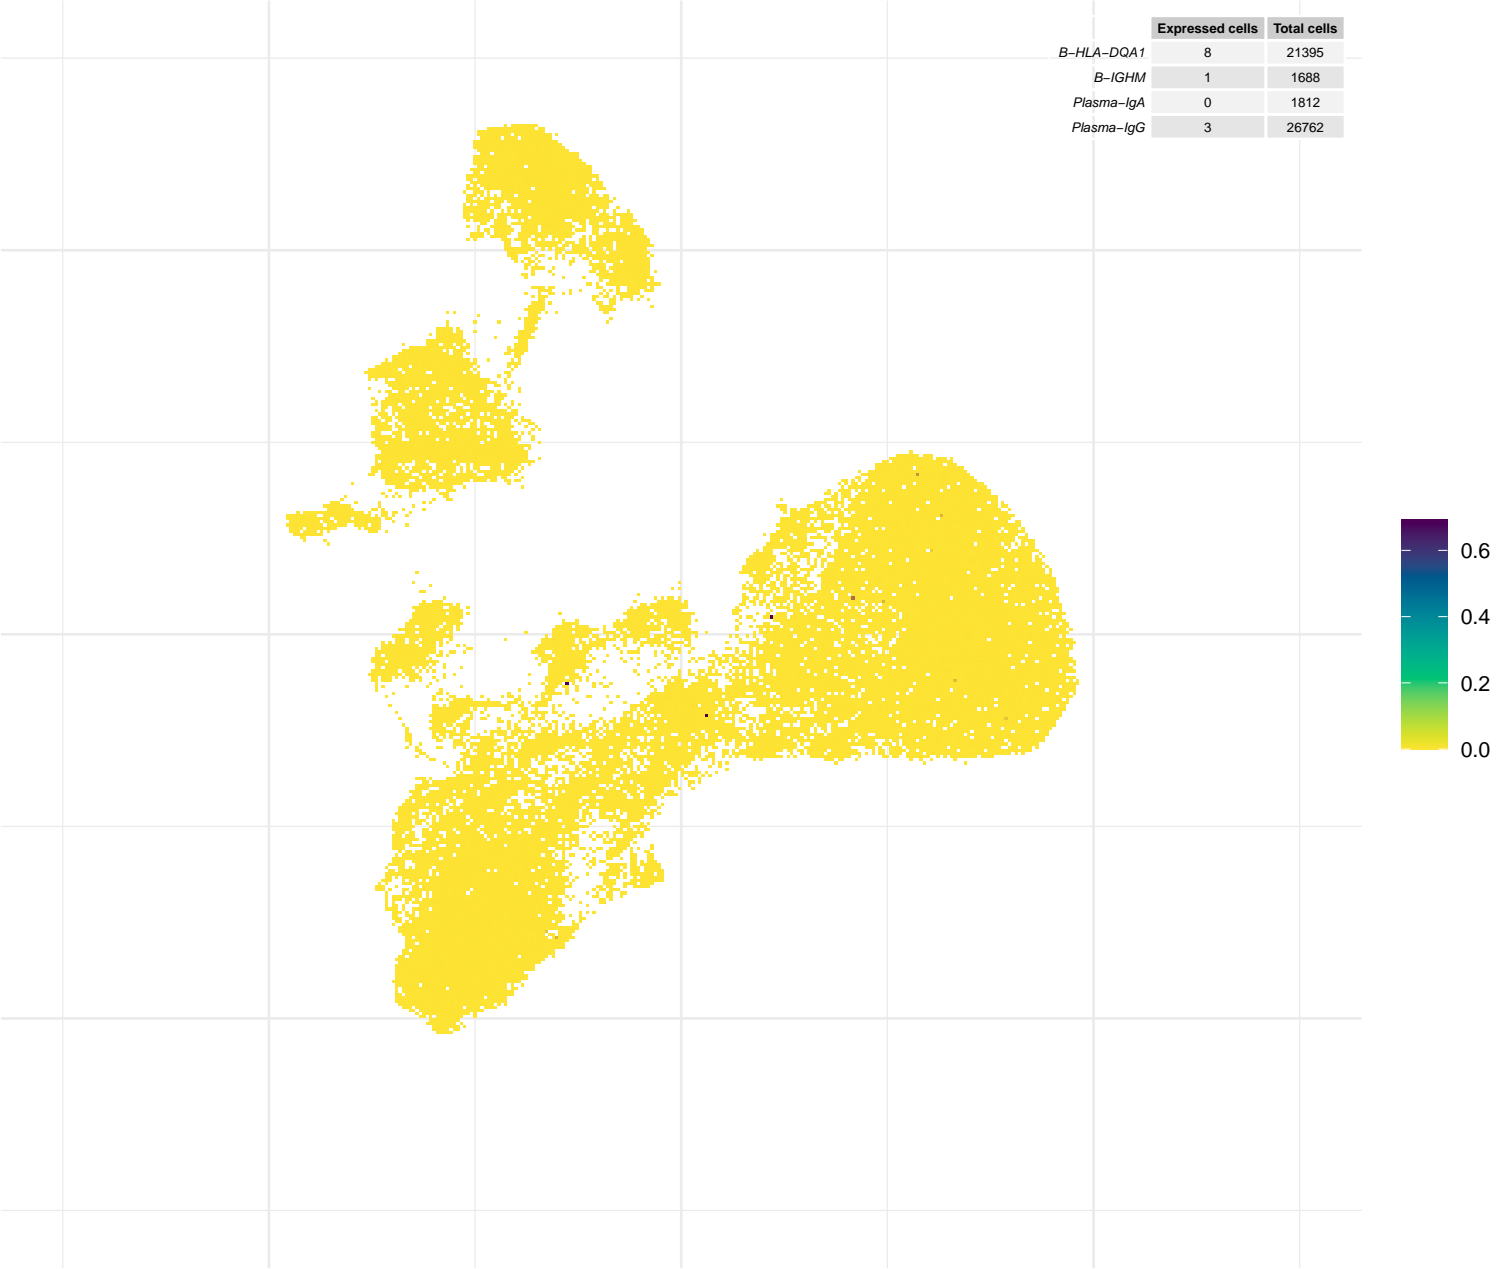 Expressed cells Total cells
B−HLA−DQA1 8 21395
B−IGHM 1 1688
Plasma−IgA 0 1812
Plasma−IgG 3 26762
0.6
0.4
0.2
0.0